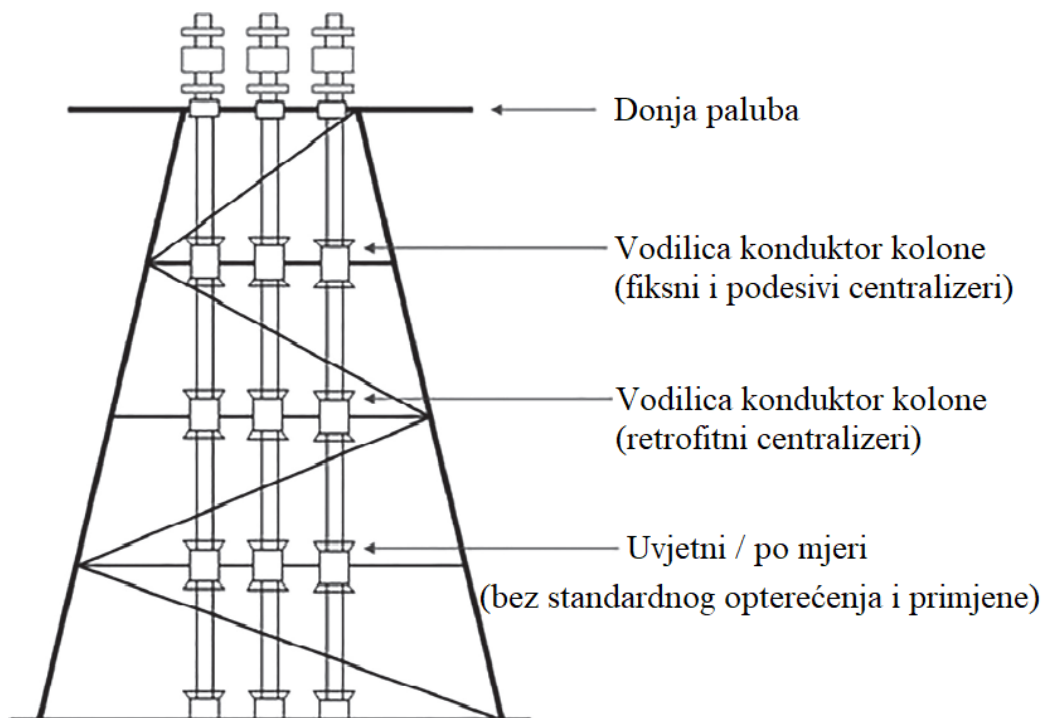 Donja paluba
Vodilica konduktor kolone
(fiksni i podesivi centralizeri)
Vodilica konduktor kolone
(retrofitni centralizeri)
Uvjetni / po mjeri
(bez standardnog opterećenja i primjene)